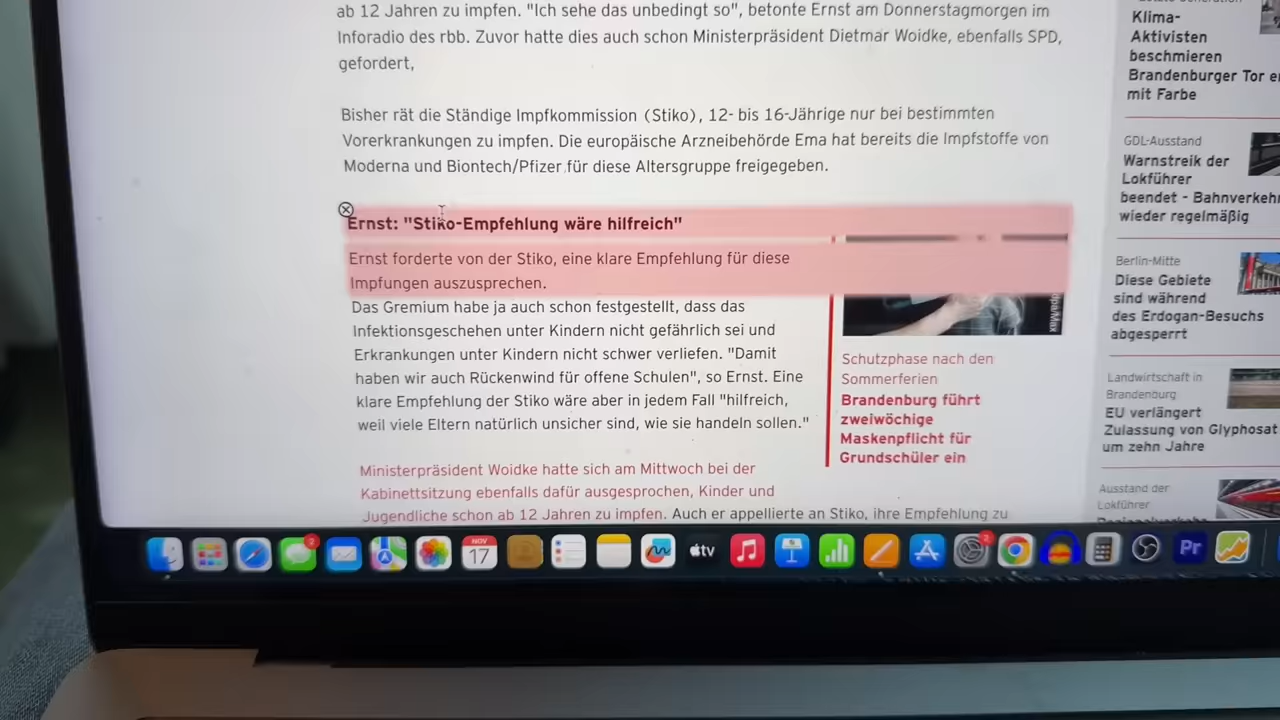 ab 12 Jahren zu impfen. "Ich sehe das unbedingt so", betonte Ernst am Donnerstagmorgen im
Inforadio des rbb. Zuvor hatte dies auch schon Ministerpräsident Dietmar Woidke, ebenfalls SPD,
gefordert,
Bisher rät die Ständige Impfkommission (Stiko), 12- bis 16-Jährige nur bei bestimmten
Vorerkrankungen zu impfen. Die europäische Arzneibehörde Ema hat bereits die Impfstoffe von
Moderna und Biontech/Pfizer für diese Altersgruppe freigegeben.
Ernst: "Stiko-Empfehlung wäre hilfreich"
Ernst forderte von der Stiko, eine klare Empfehlung für diese
Impfungen auszusprechen.
Das Gremium habe ja auch schon festgestellt, dass das
Infektionsgeschehen unter Kindern nicht gefährlich sei und
Erkrankungen unter Kindern nicht schwer verliefen. "Damit
haben wir auch Rückenwind für offene Schulen", so Ernst. Eine
klare Empfehlung der Stiko wäre aber in jedem Fall "hilfreich,
weil viele Eltern natürlich unsicher sind, wie sie handeln sollen."
Ministerpräsident Woidke hatte sich am Mittwoch bei der
Kabinettsitzung ebenfalls dafür ausgesprochen, Kinder und
Jugendliche schon ab 12 Jahren zu impfen. Auch er appellierte an Stiko, ihre Empfehlung zu
dpa/Max
Schutzphase nach den
Sommerferien
Brandenburg führt
zweiwöchige
Maskenpflicht für
Grundschüler ein
Klima-
Aktivisten
beschmieren
Brandenburger Tor er
mit Farbe
GDL-Ausstand
Warnstreik der
Lokführer
beendet - Bahnverkehr
wieder regelmäßig
Berlin-Mitte
Diese Gebiete
sind während
des Erdogan-Besuchs
abgesperrt
Landwirtschaft in
Brandenburg
EU verlängert
Zulassung von Glyphosat
um zehn Jahre
Ausstand der
Lokführer
2
NOV
17
tv
2
Pr